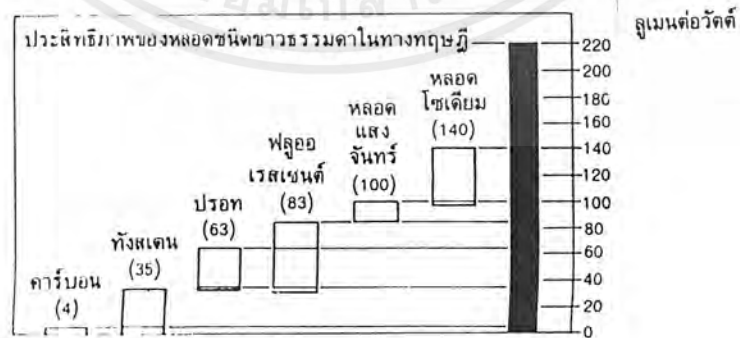 ลูเมนต่อวัตต์
ประสิทธิภาพของหลอดชนิดขาวธรรมดาในทางทฤษฎี
220
200
180
160
140
120
100
80
60
40
20
0
หลอด
โซเดียม
(140)
หลอด
แสง
จันทร์
(100)
ฟลูออ
เรสเซนต์
(83)
ปรอท
(63)
ทังสเตน
(35)
คาร์บอน
(4)